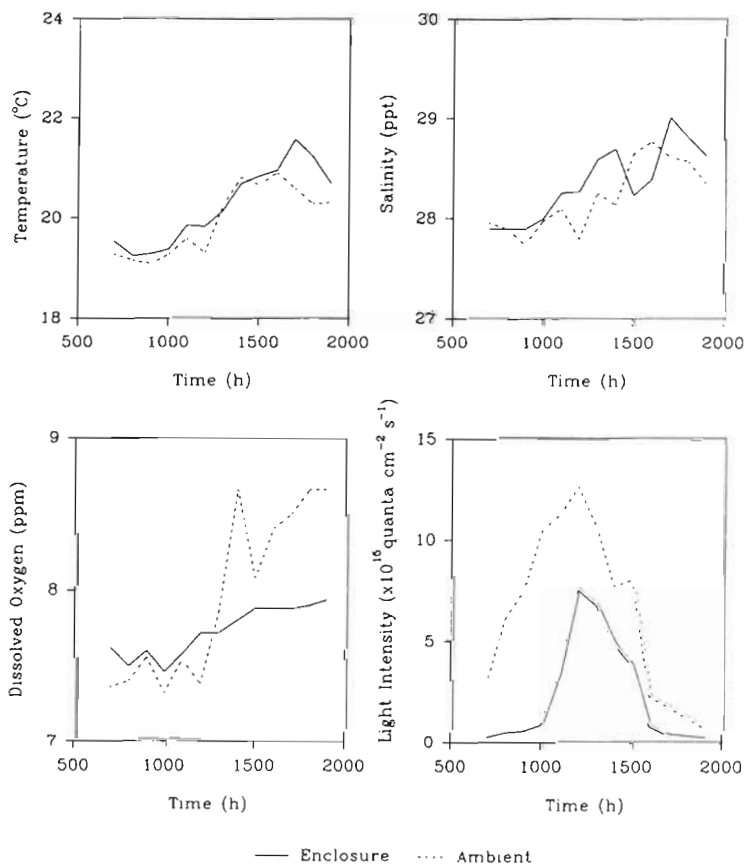 24
22
20
18
Temperature (°C)
500 1000 1500 2000
Time (h)
30
29
28
27
Salinity (ppt)
500 1000 1500 2000
Time (h)
9
8
7
Dissolved Oxygen (ppm)
500 1000 1500 2000
Time (h)
15
10
5
0
Light Intensity (x10¹⁶ quanta cm⁻² s⁻¹)
500 1000 1500 2000
Time (h)
Enclosure Ambient